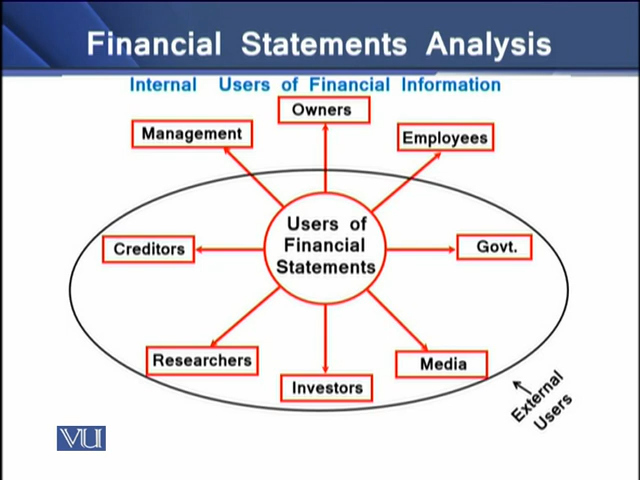 Financial Statements Analysis
Internal Users of Financial Information
Owners
Management
Employees
Users of
Financial
Statements
Creditors
Govt.
Researchers
Investors
Media
External
Users
VU